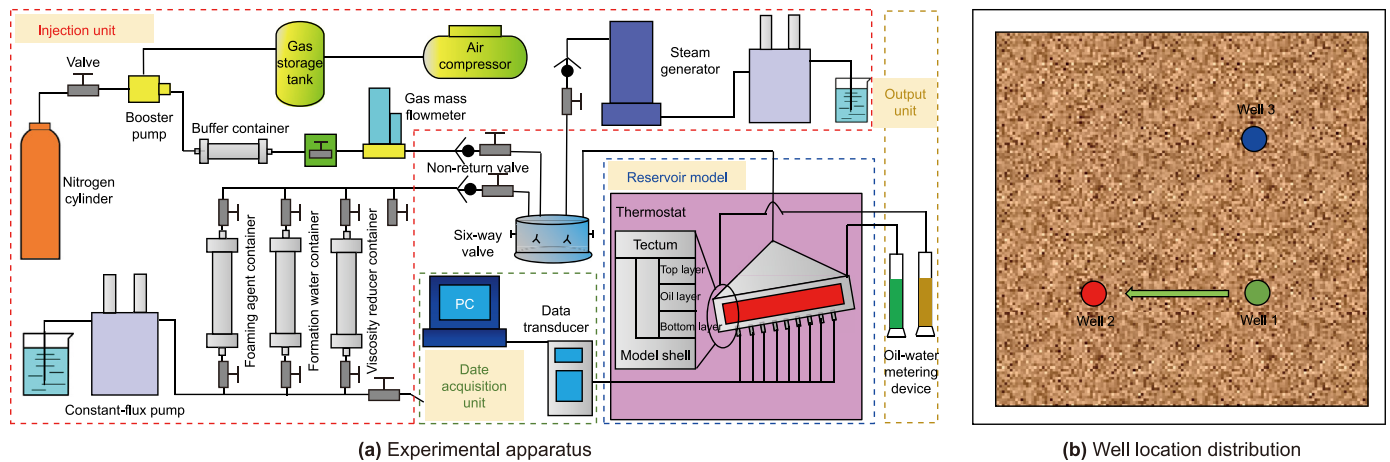 Injection unit
Valve
Gas
storage
tank
Air
compressor
Steam
generator
Output
unit
Booster
pump
Gas mass
flowmeter
Buffer container
Nitrogen
cylinder
Non-return valve
Reservoir model
Thermostat
Six-way
valve
Tectum
Top layer
Oil layer
Bottom layer
Model shell
Foaming agent container
Formation water container
Viscosity reducer container
PC
Data
transducer
Date
acquisition
unit
Oil-water
metering
device
Constant-flux pump
(a) Experimental apparatus
Well 3
Well 2
Well 1
(b) Well location distribution